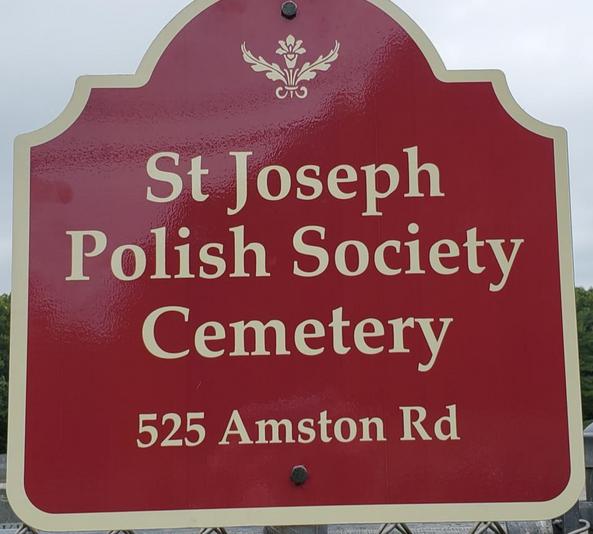 St Joseph
Polish Society
Cemetery
525 Amston Rd